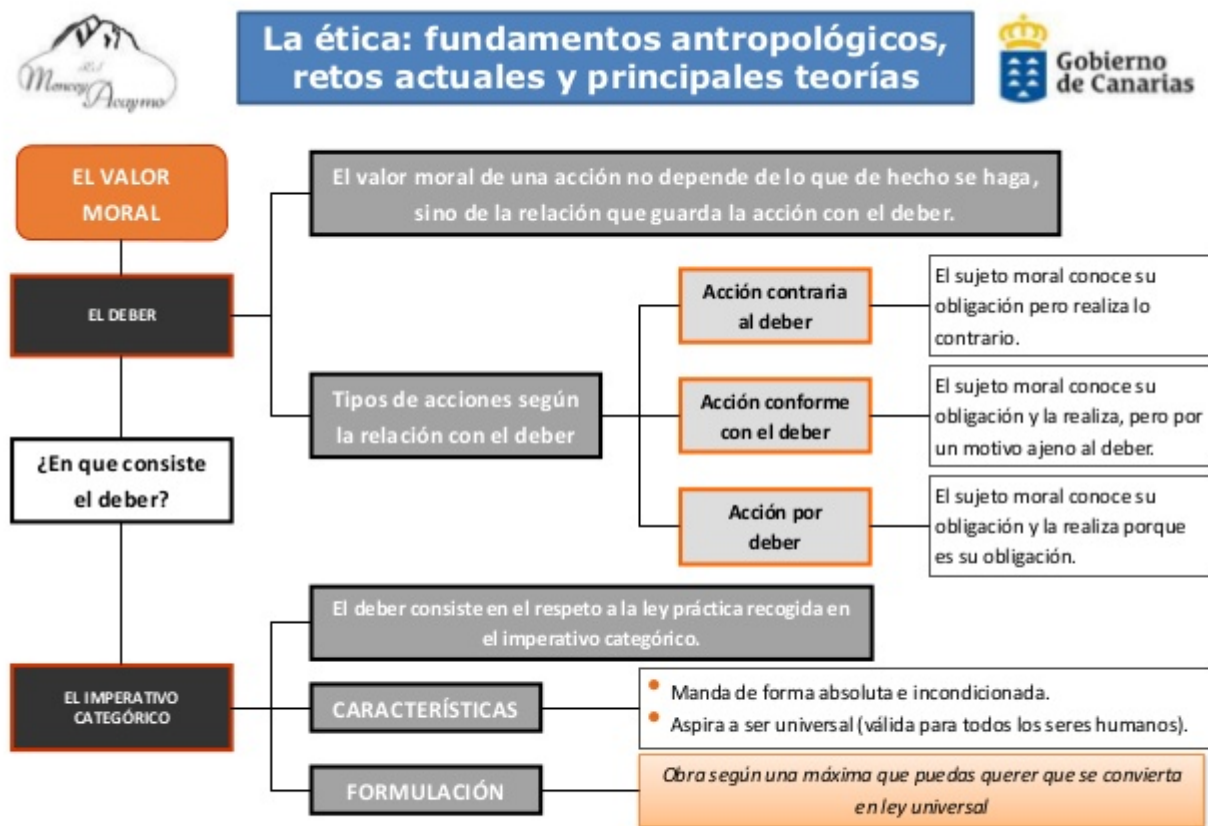 I.E.S.
Mencey
Acaymo
La ética: fundamentos antropológicos,
retos actuales y principales teorías
Gobierno
de Canarias
EL VALOR
MORAL
El valor moral de una acción no depende de lo que de hecho se haga,
sino de la relación que guarda la acción con el deber.
EL DEBER
Tipos de acciones según
la relación con el deber
Acción contraria
al deber
El sujeto moral conoce su
obligación pero realiza lo
contrario.
Acción conforme
con el deber
El sujeto moral conoce su
obligación y la realiza, pero por
un motivo ajeno al deber.
Acción por
deber
El sujeto moral conoce su
obligación y la realiza porque
es su obligación.
¿En que consiste
el deber?
El deber consiste en el respeto a la ley práctica recogida en
el imperativo categórico.
EL IMPERATIVO
CATEGÓRICO
CARACTERÍSTICAS
• Manda de forma absoluta e incondicionada.
• Aspira a ser universal (válida para todos los seres humanos).
FORMULACIÓN
Obra según una máxima que puedas querer que se convierta
en ley universal